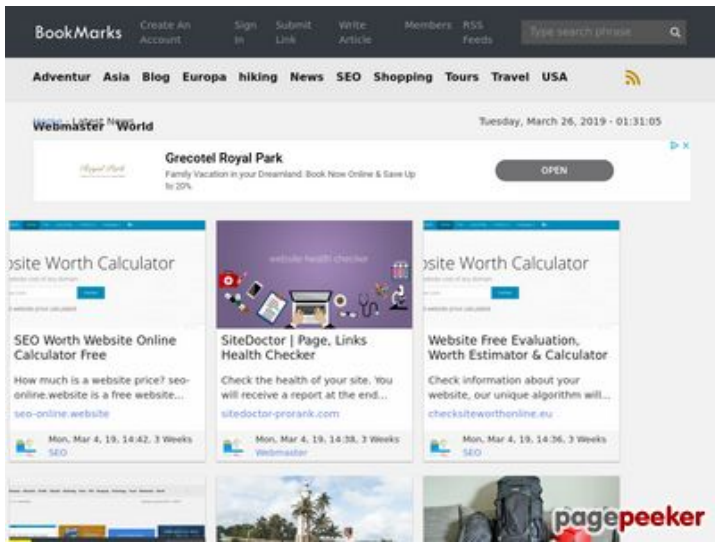 BookMarks
Create An Account
Sign In
Submit Link
Write Article
Members
RSS Feeds
Type search phrase
Adventur Asia Blog Europa hiking News SEO Shopping Tours Travel USA
Webmaster World
Latest News
Tuesday, March 26, 2019 - 01:31:05
Royal Park
Grecotel Royal Park
Family Vacation in your Dreamland. Book Now Online & Save Up
to 20%.
OPEN
site Worth Calculator
website health checker
site Worth Calculator
SEO Worth Website Online
Calculator Free
How much is a website price? seo-
online.website is a free website...
seo-online.website
Mon, Mar 4, 19, 14:42, 3 Weeks
SEO
SiteDoctor | Page, Links
Health Checker
Check the health of your site. You
will receive a report at the end...
sitedoctor-prorank.com
Mon, Mar 4, 19, 14:38, 3 Weeks
Webmaster
Website Free Evaluation,
Worth Estimator & Calculator
Check information about your
website, our unique algorithm will...
checksiteworthonline.eu
Mon, Mar 4, 19, 14:36, 3 Weeks
SEO
pagepeeker